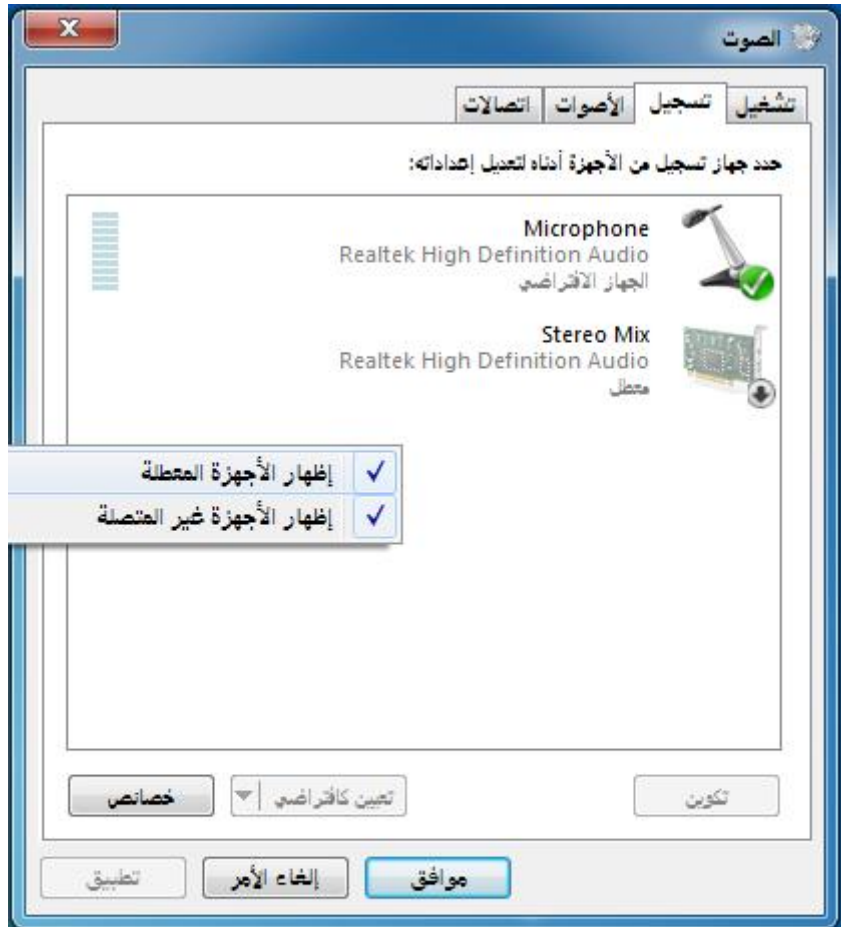 الصوت
تشغيل تسجيل الأصوات اتصالات
حدد جهاز تسجيل من الأجهزة أدناه لتعديل إعداداته:
Microphone
Realtek High Definition Audio
الجهاز الافتراضي
Stereo Mix
Realtek High Definition Audio
معطل
إظهار الأجهزة المعطلة
إظهار الأجهزة غير المتصلة
تكوين تعيين كافتراضي خصائص
موافق إلغاء الأمر تطبيق